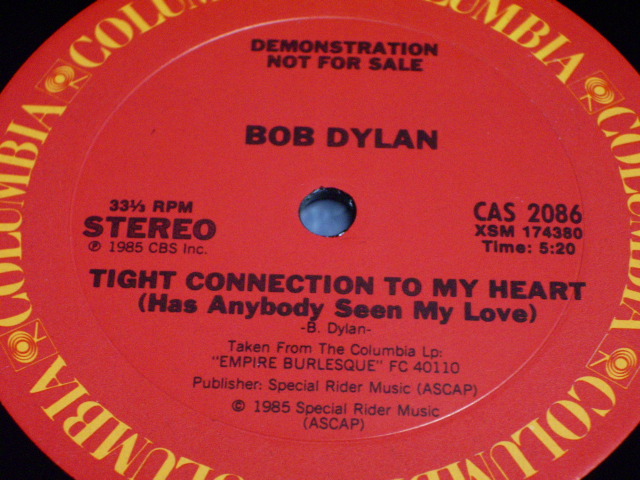 COLUMBIA COLUMBIA COLUMBIA COLUMBIA COLUMBIA COLUMBIA
DEMONSTRATION
NOT FOR SALE
BOB DYLAN
33⅓ RPM
STEREO
℗ 1985 CBS Inc.
CAS 2086
XSM 174380
Time: 5:20
TIGHT CONNECTION TO MY HEART
(Has Anybody Seen My Love)
-B. Dylan-
Taken From The Columbia Lp:
"EMPIRE BURLESQUE" FC 40110
Publisher: Special Rider Music (ASCAP)
© 1985 Special Rider Music
(ASCAP)